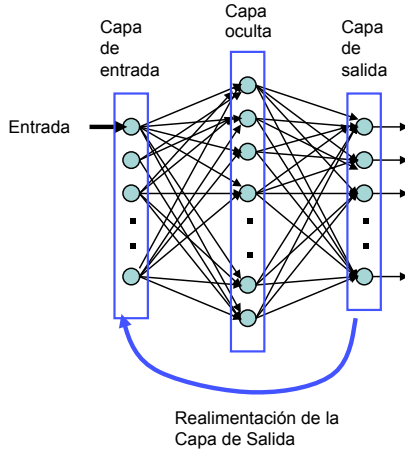 Capa
oculta
Capa
de
entrada
Capa
de
salida
Entrada
Realimentación de la
Capa de Salida